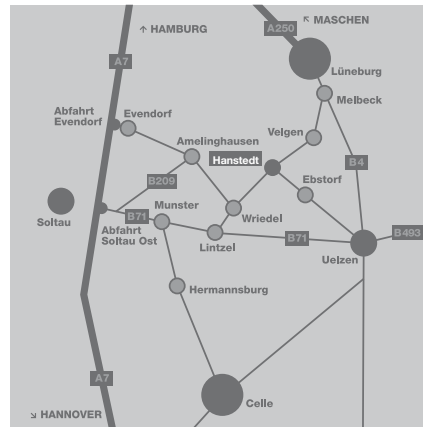 ↖ MASCHEN
↑ HAMBURG
A250
A7
Lüneburg
Melbeck
Abfahrt
Evendorf
Evendorf
Amelinghausen
Velgen
Hanstedt
B4
B209
Ebstorf
Soltau
B71
Munster
Wriedel
Abfahrt
Soltau Ost
Lintzel
B71
B493
Uelzen
Hermannsburg
A7
Celle
↘ HANNOVER